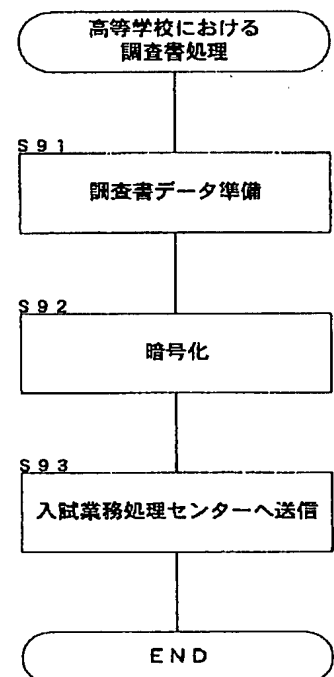 高等学校における
調査書処理
S91
調査書データ準備
S92
暗号化
S93
入試業務処理センターへ送信
END